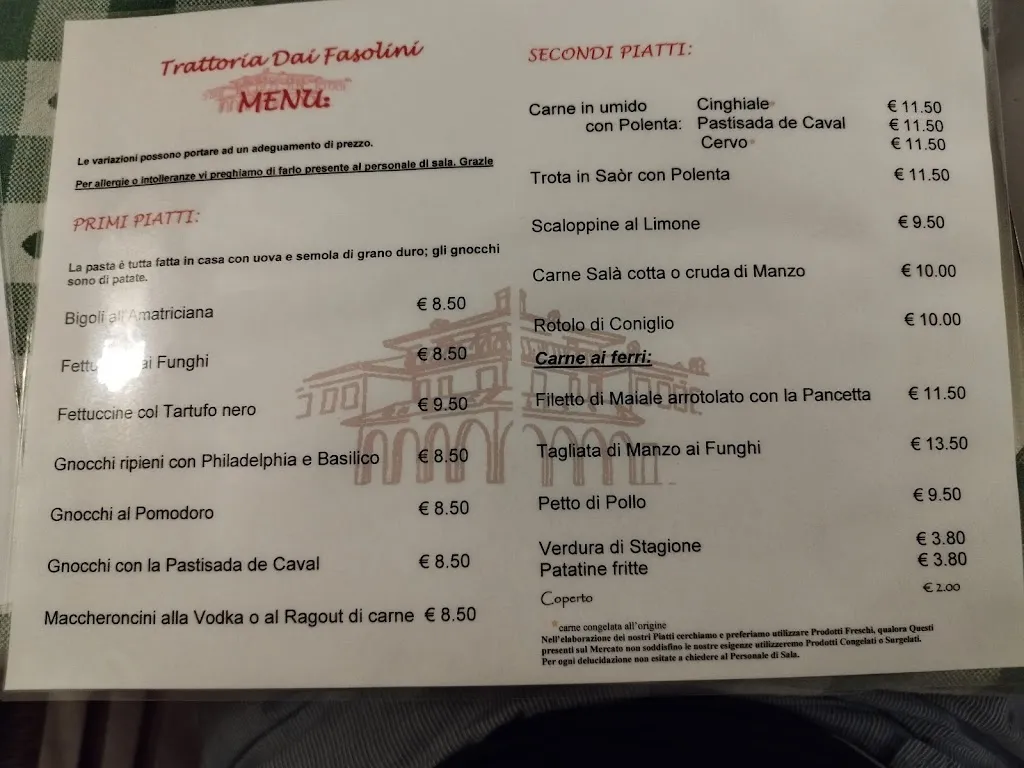 Trattoria Dai Fasolini
MENU:
Le variazioni possono portare ad un adeguamento di prezzo.
Per allergie o intolleranze vi preghiamo di farlo presente al personale di sala. Grazie
PRIMI PIATTI:
La pasta è tutta fatta in casa con uova e semola di grano duro; gli gnocchi
sono di patate.
Bigoli all'Amatriciana € 8.50
ai Funghi € 8.50
Fettuccine col Tartufo nero € 9.50
Gnocchi ripieni con Philadelphia e Basilico € 8.50
Gnocchi al Pomodoro € 8.50
Gnocchi con la Pastisada de Caval € 8.50
Maccheroncini alla Vodka o al Ragout di carne € 8.50
SECONDI PIATTI:
Carne in umido Cinghiale* € 11.50
con Polenta: Pastisada de Caval € 11.50
Cervo* € 11.50
Trota in Saòr con Polenta € 11.50
Scaloppine al Limone € 9.50
Carne Salà cotta o cruda di Manzo € 10.00
Rotolo di Coniglio € 10.00
Carne ai ferri:
Filetto di Maiale arrotolato con la Pancetta € 11.50
Tagliata di Manzo ai Funghi € 13.50
Petto di Pollo € 9.50
Verdura di Stagione € 3.80
Patatine fritte € 3.80
Coperto € 2.00
*carne congelata all'origine
Nell'elaborazione dei nostri Piatti cerchiamo e preferiamo utilizzare Prodotti Freschi, qualora Questi
presenti sul Mercato non soddisfino le nostre esigenze utilizzeremo Prodotti Congelati o Surgelati.
Per ogni delucidazione non esitate a chiedere al Personale di Sala.